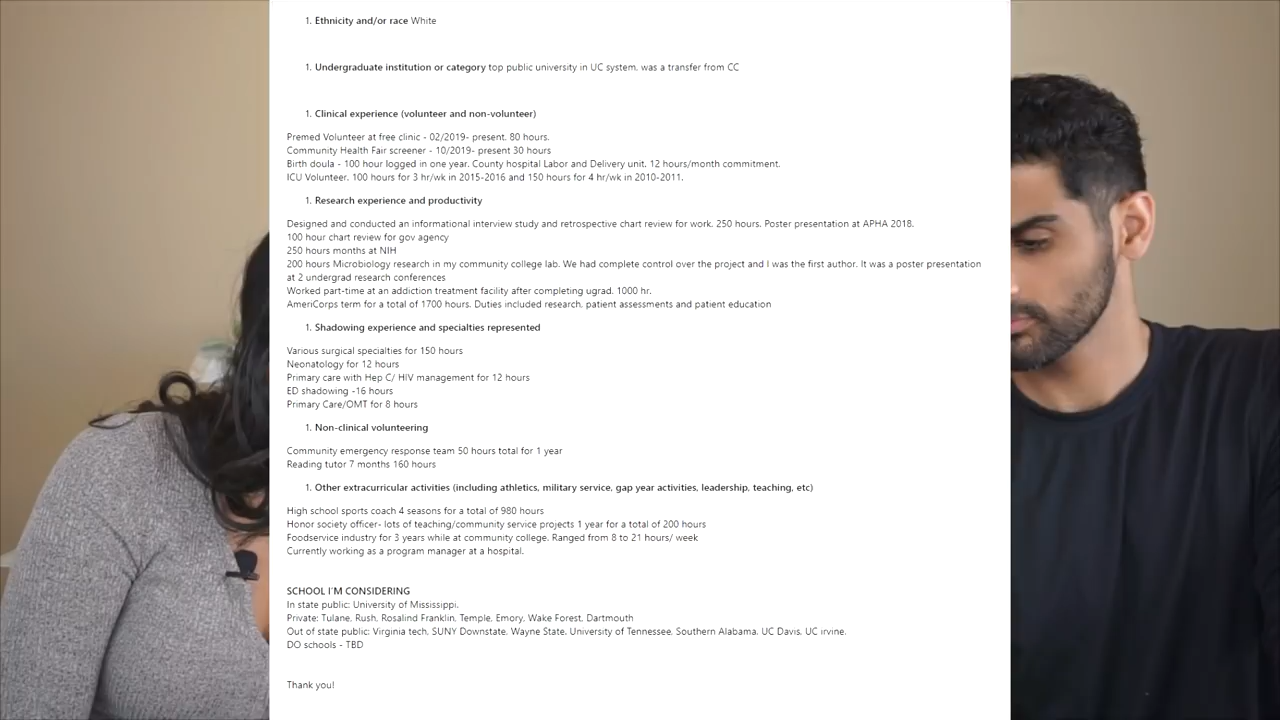 1. Ethnicity and/or race White
1. Undergraduate institution or category top public university in UC system. was a transfer from CC
1. Clinical experience (volunteer and non-volunteer)
Premed Volunteer at free clinic - 02/2019- present. 80 hours.
Community Health Fair screener - 10/2019- present 30 hours
Birth doula - 100 hour logged in one year. County hospital Labor and Delivery unit. 12 hours/month commitment.
ICU Volunteer. 100 hours for 3 hr/wk in 2015-2016 and 150 hours for 4 hr/wk in 2010-2011.
1. Research experience and productivity
Designed and conducted an informational interview study and retrospective chart review for work. 250 hours. Poster presentation at APHA 2018.
100 hour chart review for gov agency
250 hours months at NIH
200 hours Microbiology research in my community college lab. We had complete control over the project and I was the first author. It was a poster presentation
at 2 undergrad research conferences
Worked part-time at an addiction treatment facility after completing ugrad. 1000 hr.
AmeriCorps term for a total of 1700 hours. Duties included research, patient assessments and patient education
1. Shadowing experience and specialties represented
Various surgical specialties for 150 hours
Neonatology for 12 hours
Primary care with Hep C/ HIV management for 12 hours
ED shadowing -16 hours
Primary Care/OMT for 8 hours
1. Non-clinical volunteering
Community emergency response team 50 hours total for 1 year
Reading tutor 7 months 160 hours
1. Other extracurricular activities (including athletics, military service, gap year activities, leadership, teaching, etc)
High school sports coach 4 seasons for a total of 980 hours
Honor society officer- lots of teaching/community service projects 1 year for a total of 200 hours
Foodservice industry for 3 years while at community college. Ranged from 8 to 21 hours/ week
Currently working as a program manager at a hospital.
SCHOOL I'M CONSIDERING
In state public: University of Mississippi.
Private: Tulane, Rush, Rosalind Franklin, Temple, Emory, Wake Forest, Dartmouth
Out of state public: Virginia tech, SUNY Downstate, Wayne State, University of Tennessee, Southern Alabama, UC Davis, UC irvine.
DO schools - TBD
Thank you!